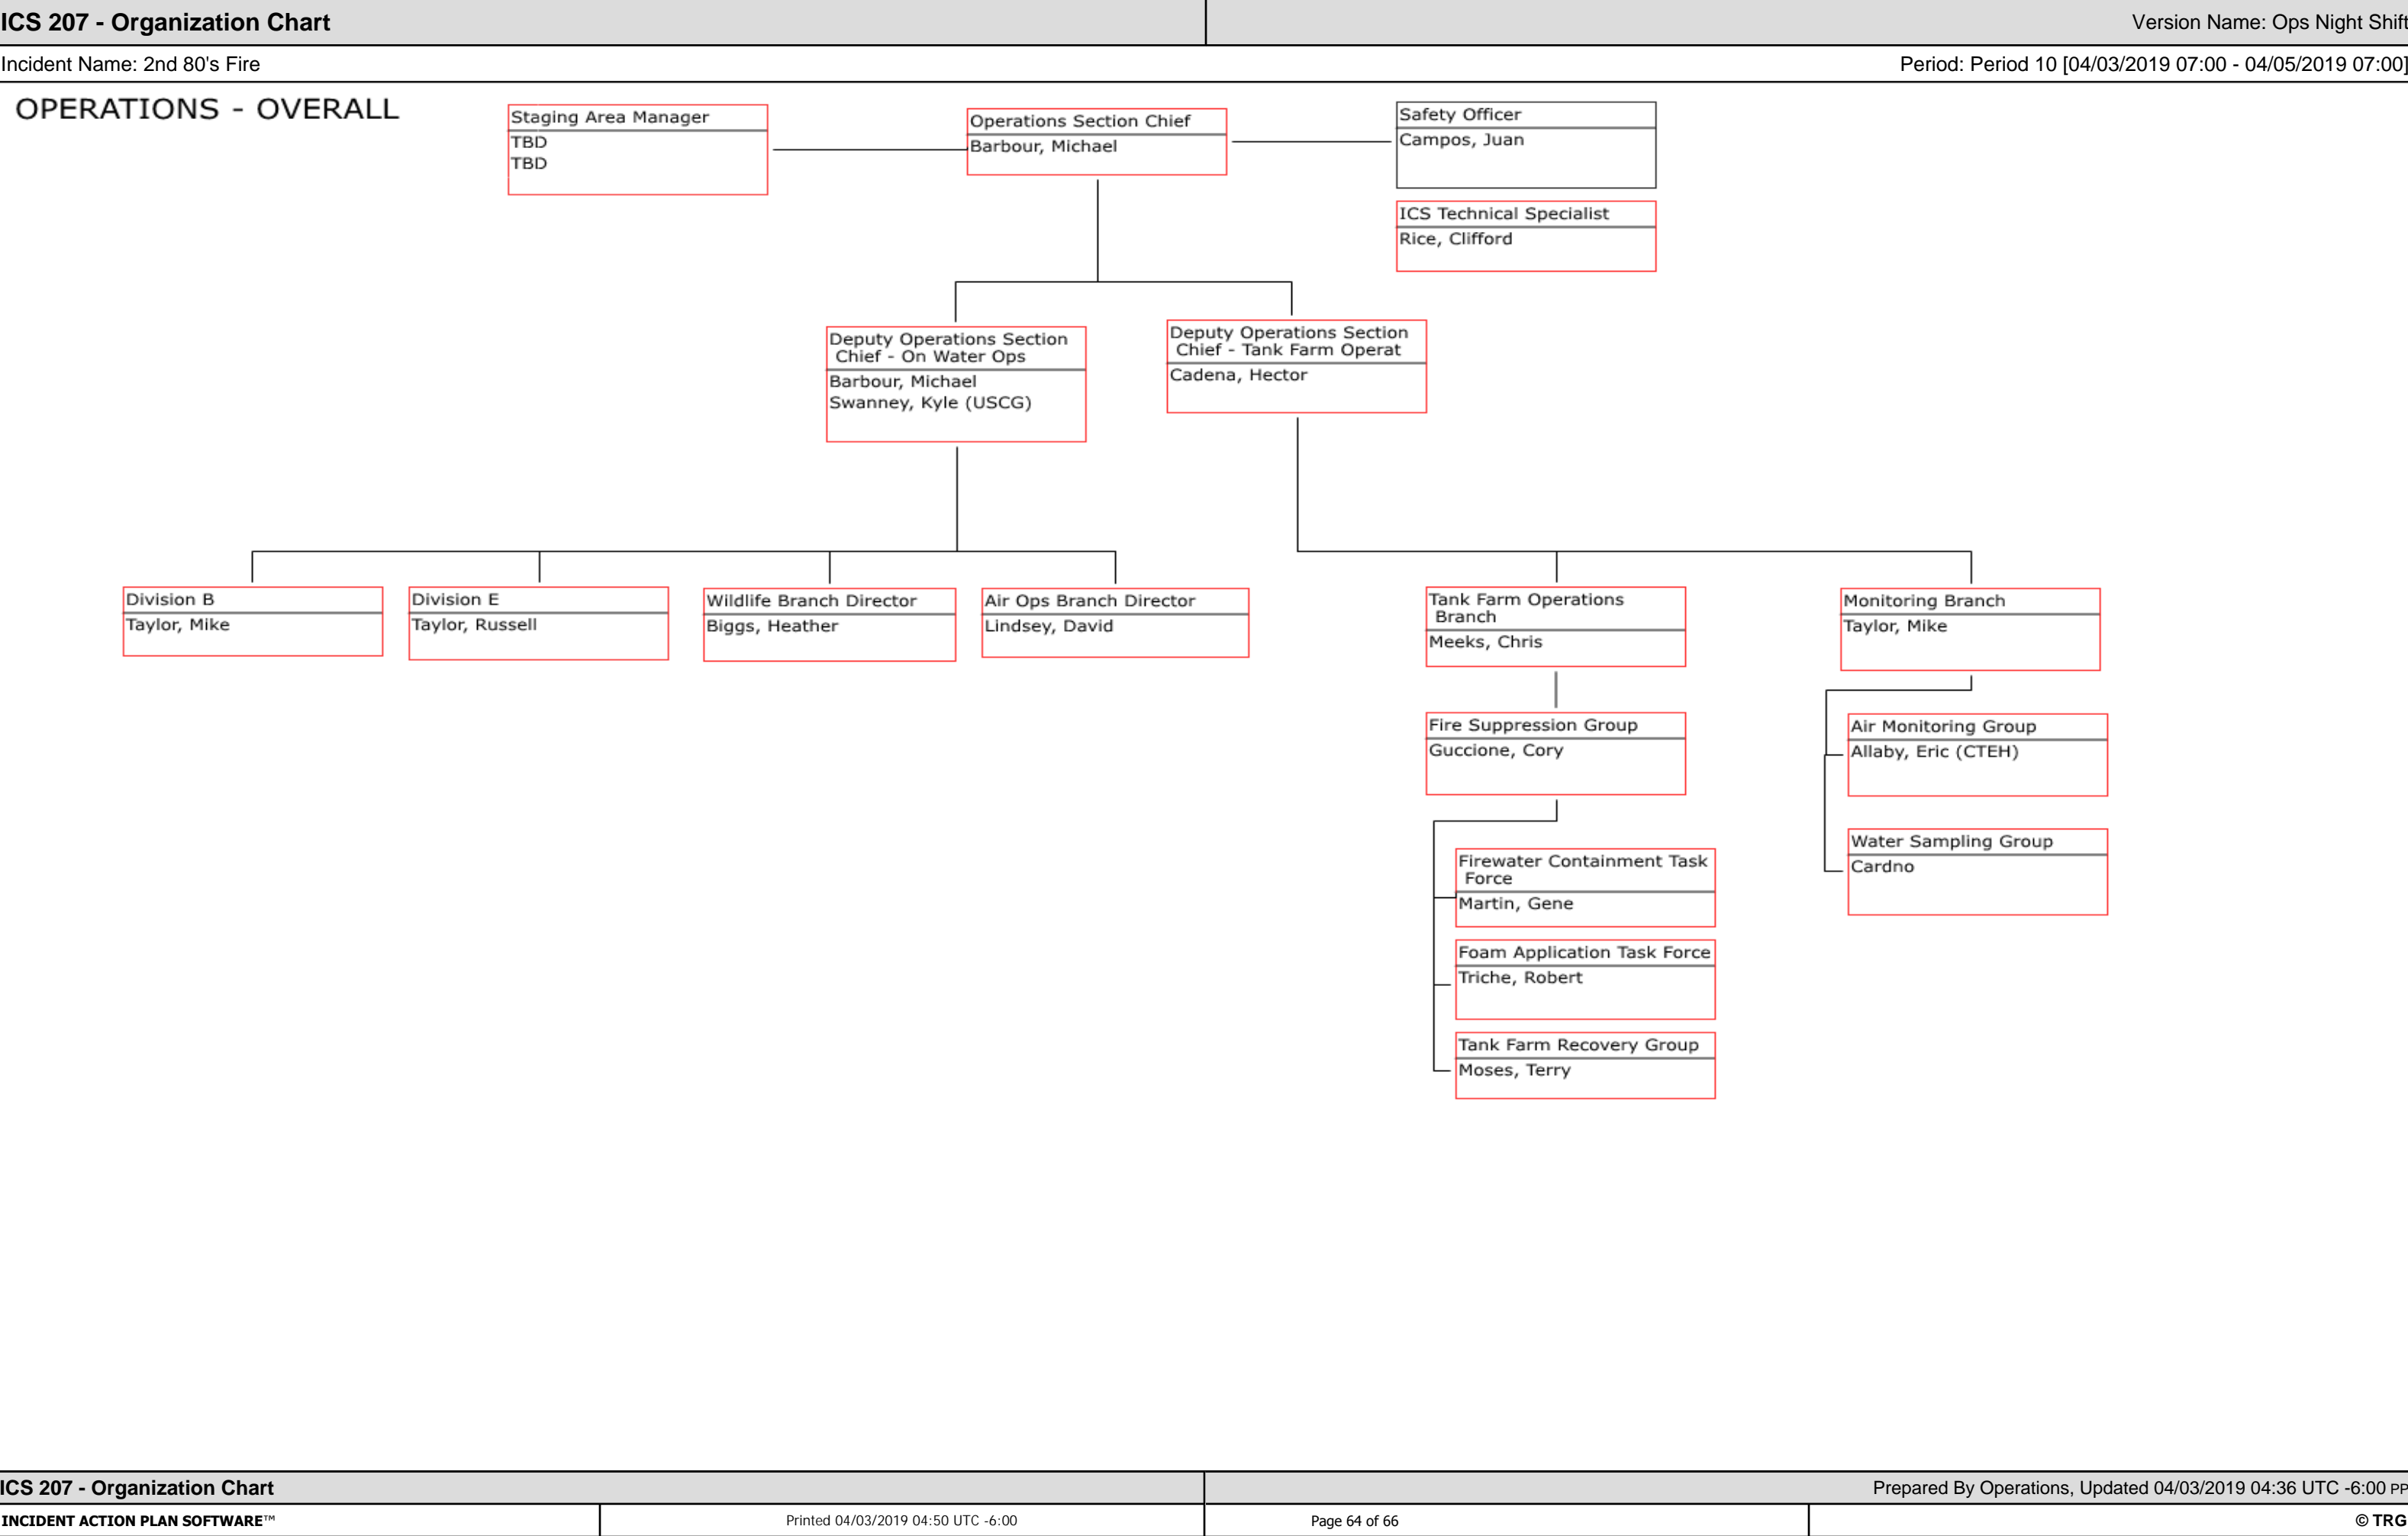 ICS 207 - Organization Chart
Version Name: Ops Night Shift
Incident Name: 2nd 80's Fire
Period: Period 10 [04/03/2019 07:00 - 04/05/2019 07:00]
OPERATIONS - OVERALL
Staging Area Manager
TBD
TBD
Operations Section Chief
Barbour, Michael
Safety Officer
Campos, Juan
ICS Technical Specialist
Rice, Clifford
Deputy Operations Section
Chief - On Water Ops
Barbour, Michael
Swanney, Kyle (USCG)
Deputy Operations Section
Chief - Tank Farm Operat
Cadena, Hector
Division B
Taylor, Mike
Division E
Taylor, Russell
Wildlife Branch Director
Biggs, Heather
Air Ops Branch Director
Lindsey, David
Tank Farm Operations
Branch
Meeks, Chris
Monitoring Branch
Taylor, Mike
Fire Suppression Group
Guccione, Cory
Air Monitoring Group
Allaby, Eric (CTEH)
Water Sampling Group
Cardno
Firewater Containment Task
Force
Martin, Gene
Foam Application Task Force
Triche, Robert
Tank Farm Recovery Group
Moses, Terry
ICS 207 - Organization Chart
Prepared By Operations, Updated 04/03/2019 04:36 UTC -6:00 PP
INCIDENT ACTION PLAN SOFTWARE™
Printed 04/03/2019 04:50 UTC -6:00
Page 64 of 66
© TRG